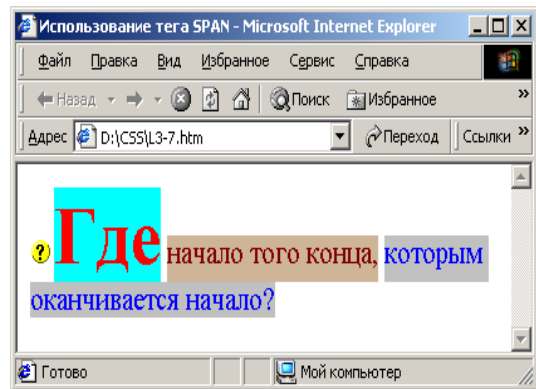 Использование тега SPAN - Microsoft Internet Explorer
Файл Правка Вид Избранное Сервис Справка
Назад Поиск Избранное »
Адрес D:\CSS\L3-7.htm Переход Ссылки »
? Где начало того конца, которым
оканчивается начало?
Готово Мой компьютер